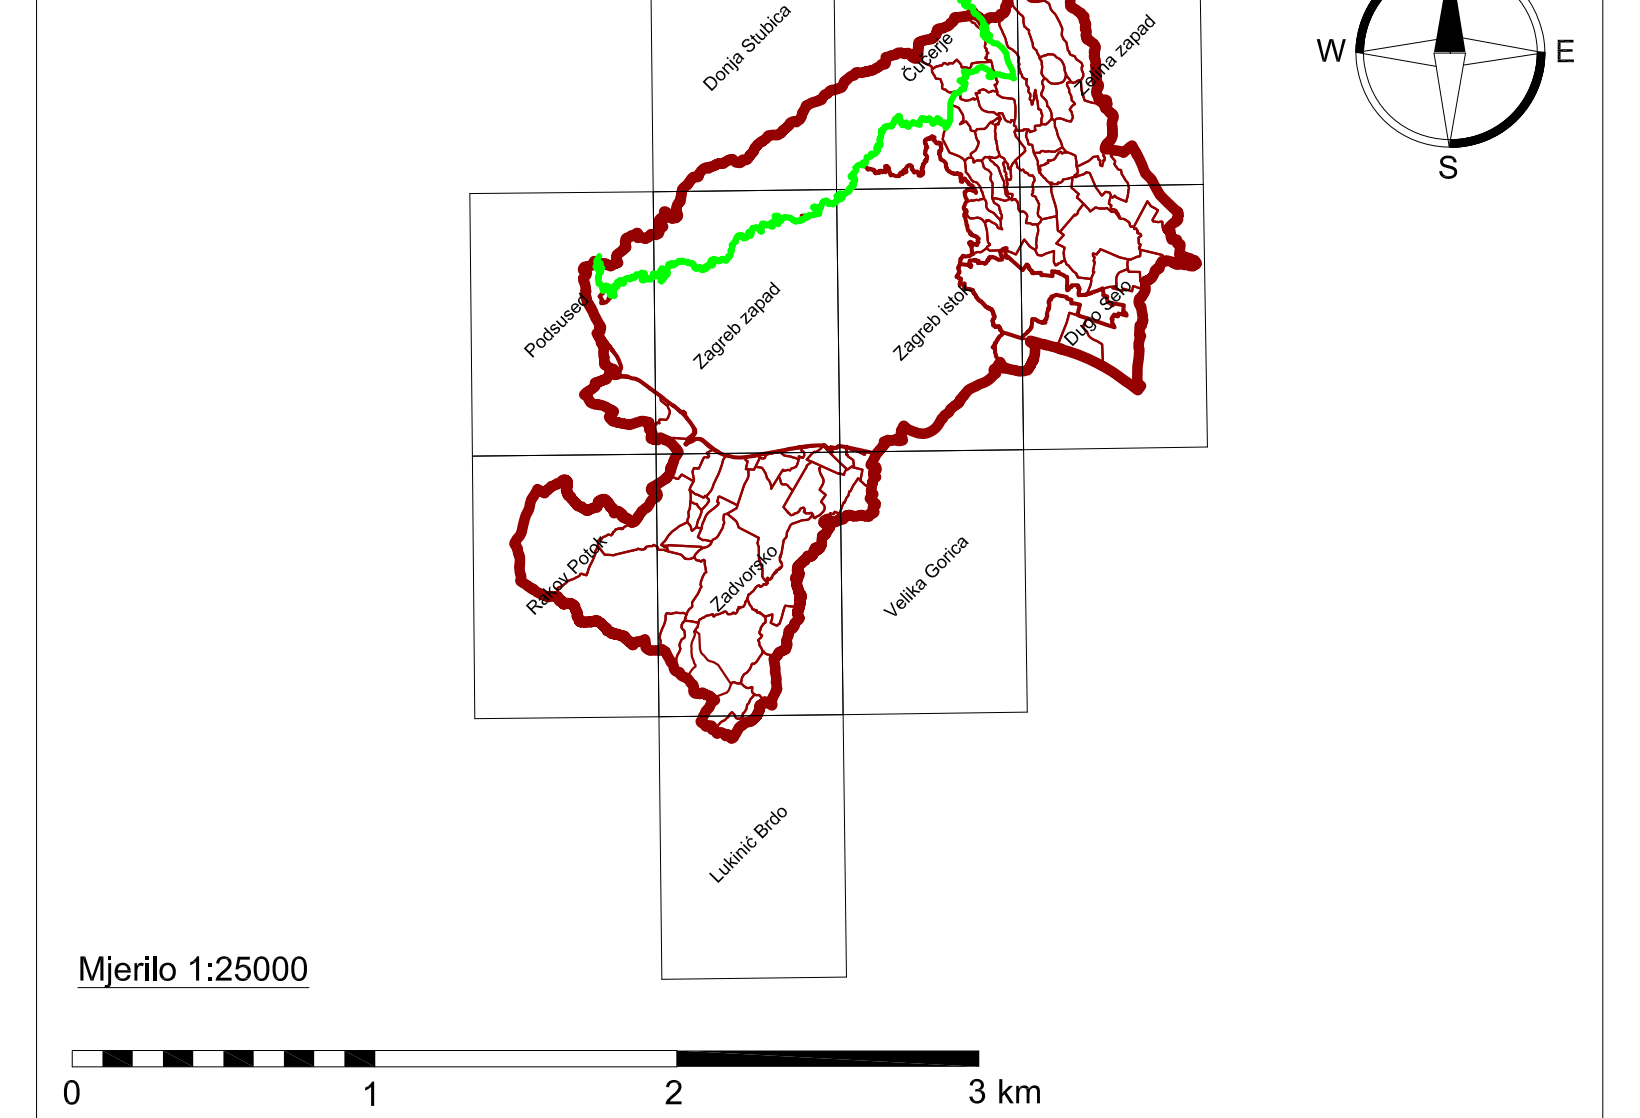 Donja Stubica
Čučerje
Zelina zapad
W
E
S
Podsused
Zagreb zapad
Zagreb istok
Dugo Selo
Rakov Potok
Zadvorsko
Velika Gorica
Lukinić Brdo
Mjerilo 1:25000
0 1 2 3 km